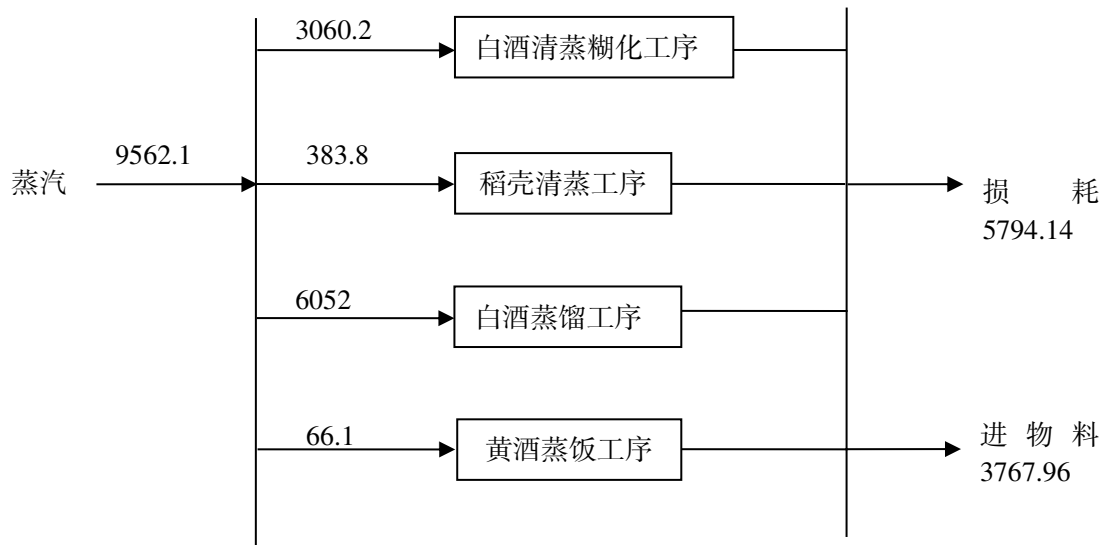 3060.2
白酒清蒸糊化工序
蒸汽
9562.1
383.8
稻壳清蒸工序
损 耗
5794.14
6052
白酒蒸馏工序
66.1
黄酒蒸饭工序
进 物 料
3767.96